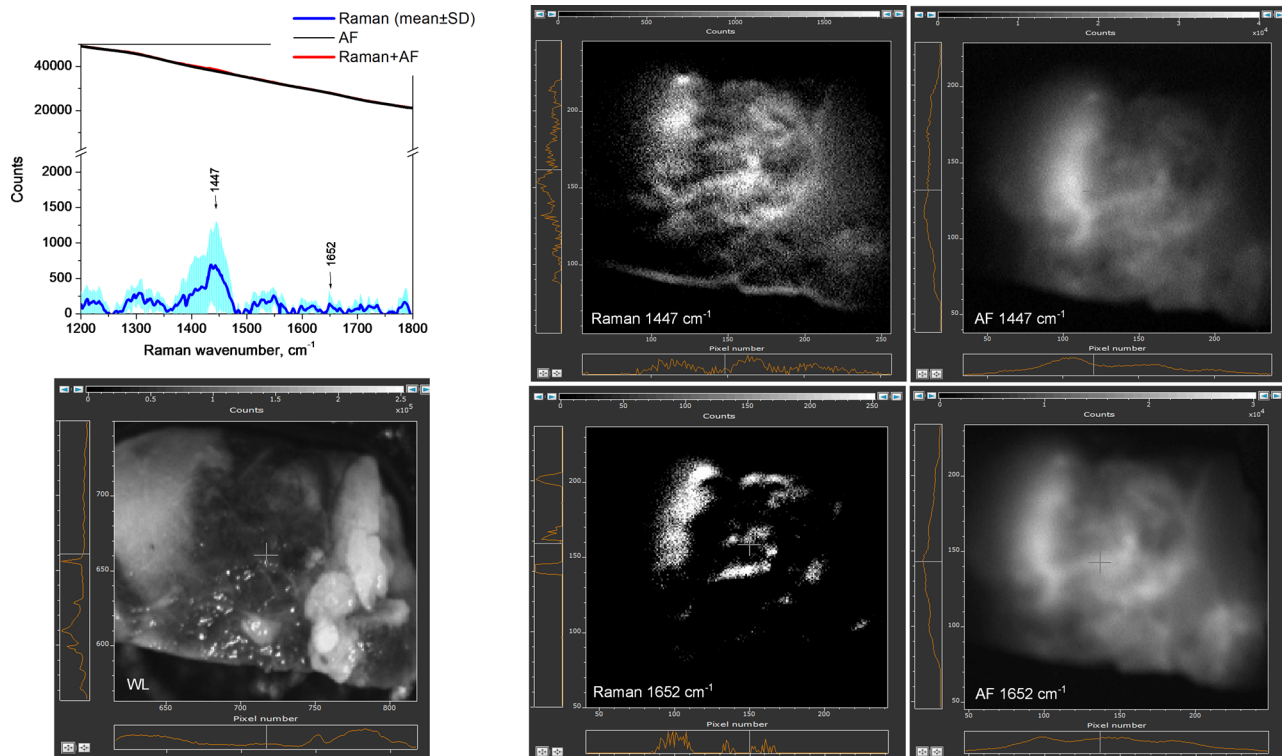 Raman (mean±SD)
AF
Raman+AF
40000
20000
2000
1500
1000
500
0
Counts
1447
1652
1200 1300 1400 1500 1600 1700 1800
Raman wavenumber, cm-1
0 500 1000 1500
Counts
200
150
100
50
100 150 200 250
Pixel number
Raman 1447 cm-1
0 1 2 3 4
Counts
x10⁴
200
150
100
50
50 100 150 200
Pixel number
AF 1447 cm-1
0 0.5 1 1.5 2 2.5
Counts
x10⁵
700
650
600
650 700 750 800
Pixel number
WL
0 50 100 150 200 250
Counts
200
150
100
50
50 100 150 200
Pixel number
Raman 1652 cm-1
0 1 2 3
Counts
x10⁴
200
150
100
50
50 100 150 200
Pixel number
AF 1652 cm-1